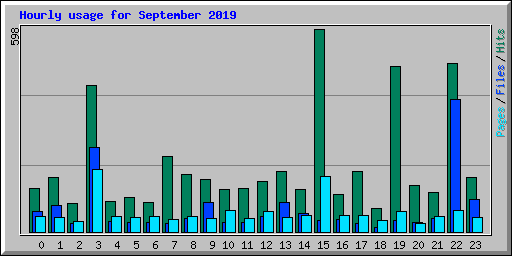 Hourly usage for September 2019
598
Pages / Files / Hits
0 1 2 3 4 5 6 7 8 9 10 11 12 13 14 15 16 17 18 19 20 21 22 23